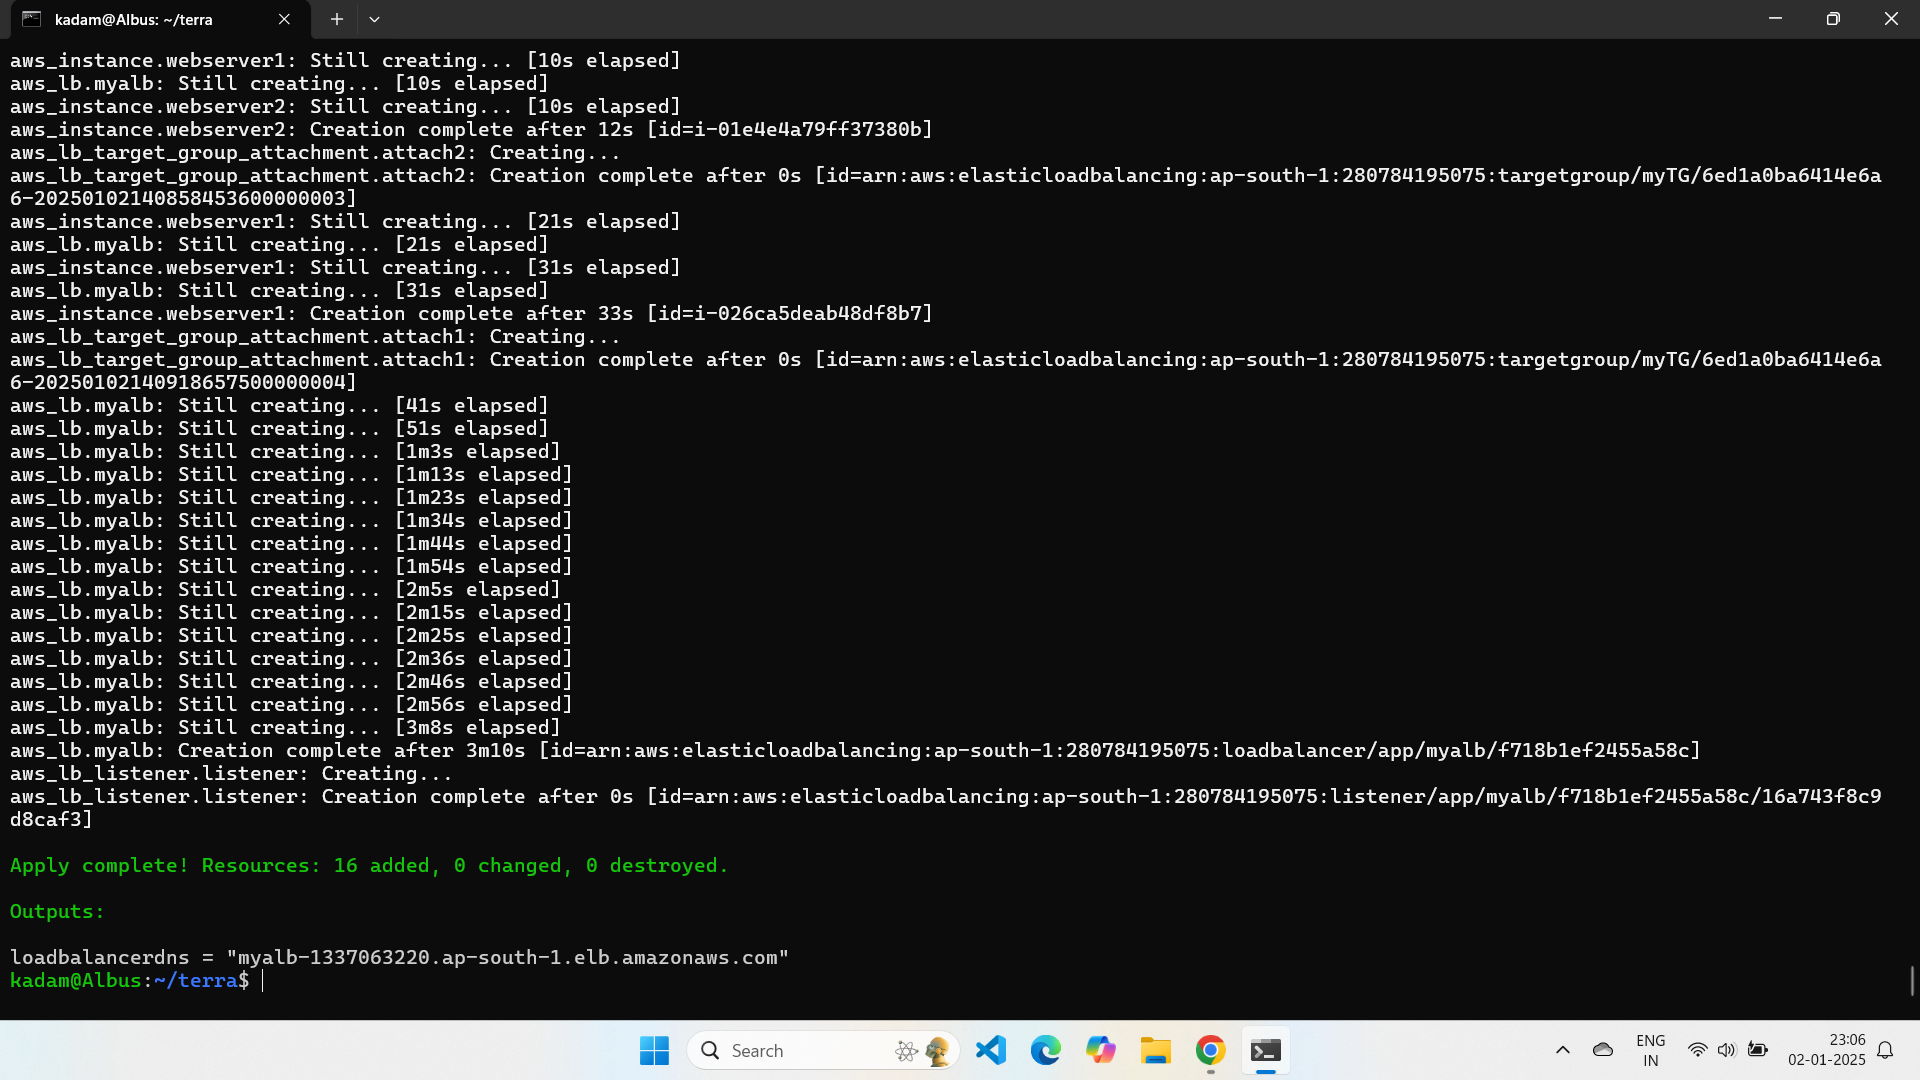 kadam@Albus: ~/terra
aws_instance.webserver1: Still creating... [10s elapsed]
aws_lb.myalb: Still creating... [10s elapsed]
aws_instance.webserver2: Still creating... [10s elapsed]
aws_instance.webserver2: Creation complete after 12s [id=i-01e4e4a79ff37380b]
aws_lb_target_group_attachment.attach2: Creating...
aws_lb_target_group_attachment.attach2: Creation complete after 0s [id=arn:aws:elasticloadbalancing:ap-south-1:280784195075:targetgroup/myTG/6ed1a0ba6414e6a
6-20250102140858453600000003]
aws_instance.webserver1: Still creating... [21s elapsed]
aws_lb.myalb: Still creating... [21s elapsed]
aws_instance.webserver1: Still creating... [31s elapsed]
aws_lb.myalb: Still creating... [31s elapsed]
aws_instance.webserver1: Creation complete after 33s [id=i-026ca5deab48df8b7]
aws_lb_target_group_attachment.attach1: Creating...
aws_lb_target_group_attachment.attach1: Creation complete after 0s [id=arn:aws:elasticloadbalancing:ap-south-1:280784195075:targetgroup/myTG/6ed1a0ba6414e6a
6-20250102140918657500000004]
aws_lb.myalb: Still creating... [41s elapsed]
aws_lb.myalb: Still creating... [51s elapsed]
aws_lb.myalb: Still creating... [1m3s elapsed]
aws_lb.myalb: Still creating... [1m13s elapsed]
aws_lb.myalb: Still creating... [1m23s elapsed]
aws_lb.myalb: Still creating... [1m34s elapsed]
aws_lb.myalb: Still creating... [1m44s elapsed]
aws_lb.myalb: Still creating... [1m54s elapsed]
aws_lb.myalb: Still creating... [2m5s elapsed]
aws_lb.myalb: Still creating... [2m15s elapsed]
aws_lb.myalb: Still creating... [2m25s elapsed]
aws_lb.myalb: Still creating... [2m36s elapsed]
aws_lb.myalb: Still creating... [2m46s elapsed]
aws_lb.myalb: Still creating... [2m56s elapsed]
aws_lb.myalb: Still creating... [3m8s elapsed]
aws_lb.myalb: Creation complete after 3m10s [id=arn:aws:elasticloadbalancing:ap-south-1:280784195075:loadbalancer/app/myalb/f718b1ef2455a58c]
aws_lb_listener.listener: Creating...
aws_lb_listener.listener: Creation complete after 0s [id=arn:aws:elasticloadbalancing:ap-south-1:280784195075:listener/app/myalb/f718b1ef2455a58c/16a743f8c9
d8caf3]
Apply complete! Resources: 16 added, 0 changed, 0 destroyed.
Outputs:
loadbalancerdns = "myalb-1337063220.ap-south-1.elb.amazonaws.com"
kadam@Albus:~/terra$
Search
ENG
IN
23:06
02-01-2025